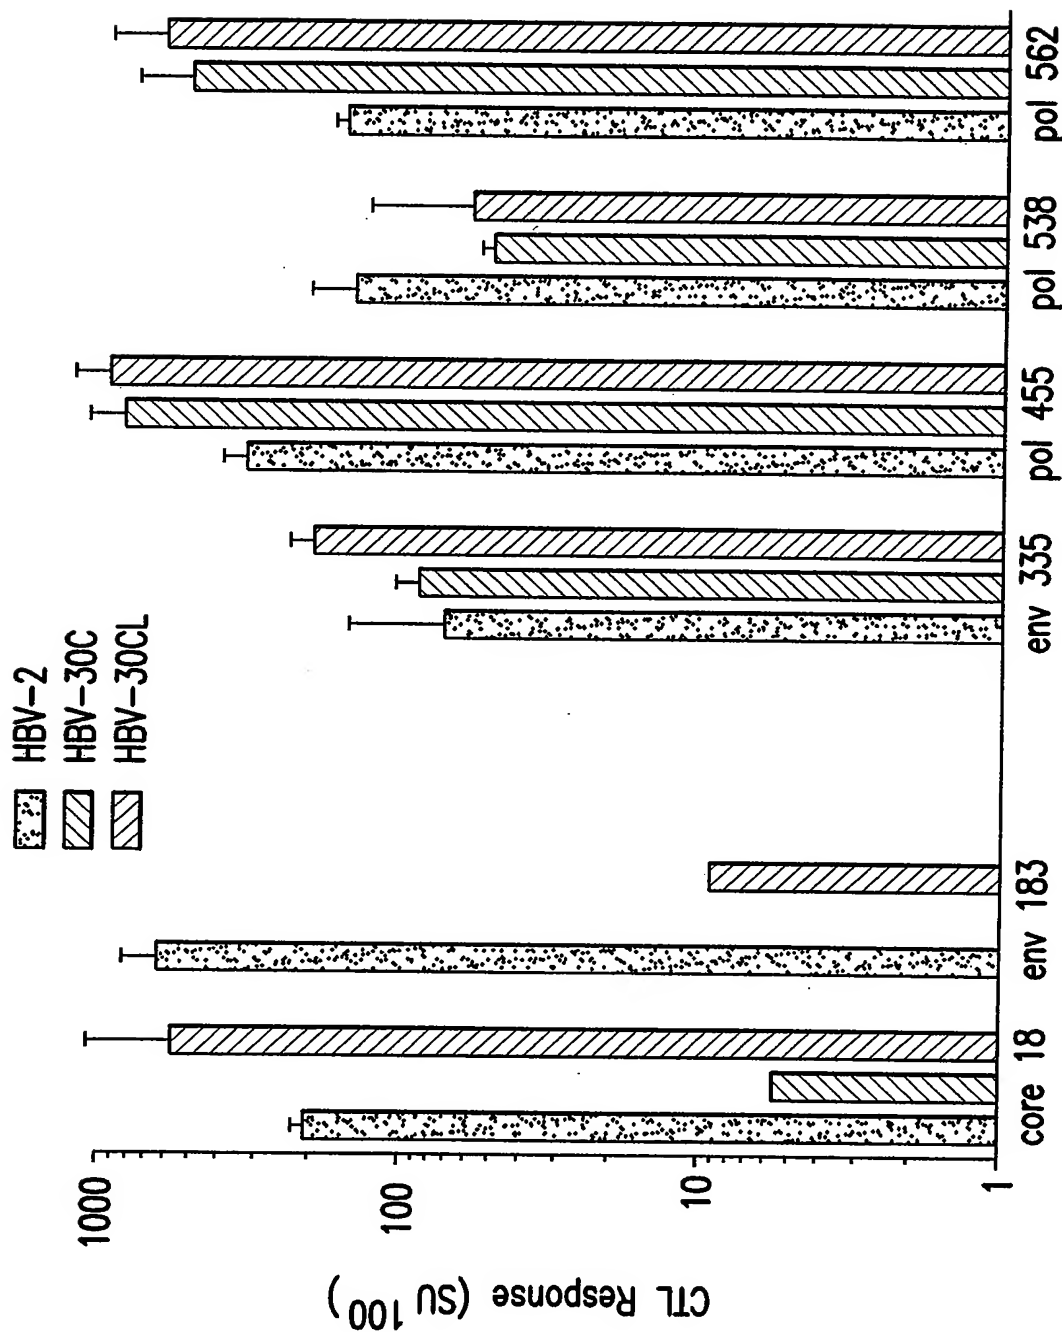 HBV-2
HBV-30C
HBV-30CL
CTL Response (SU 100)
1000
100
10
1
core 18
env 183
env 335
pol 455
pol 538
pol 562